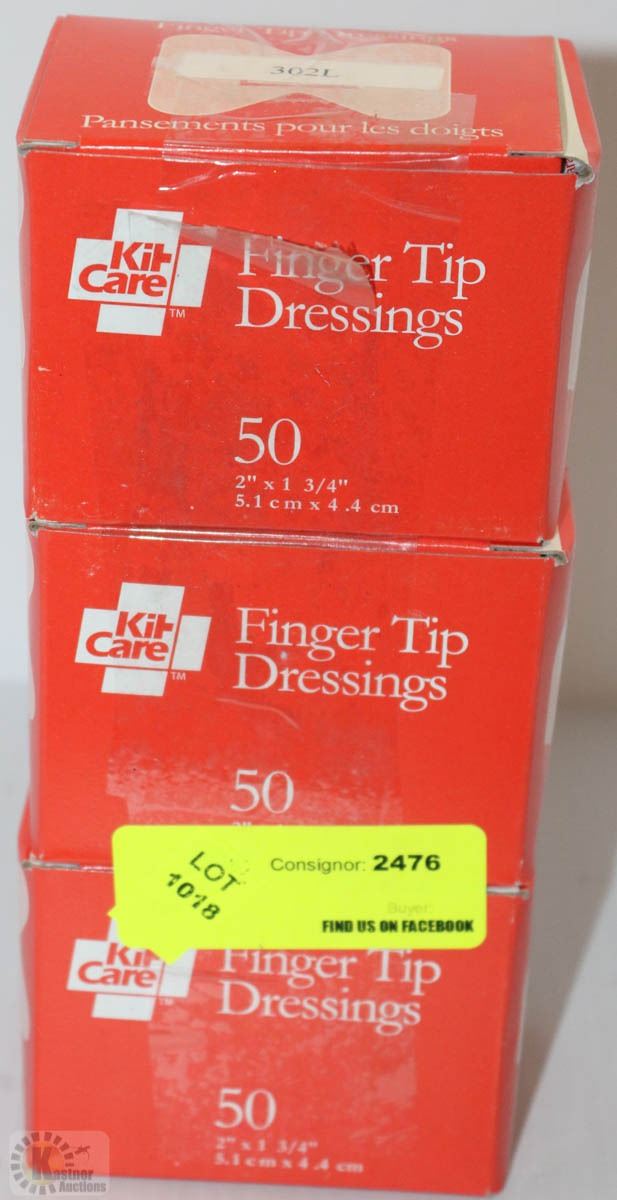 302L
Pansements pour les doigts
Kit
Care
TM
Finger Tip
Dressings
50
2" x 1 3/4"
5.1 cm x 4.4 cm
Kit
Care
TM
Finger Tip
Dressings
50
LOT
1018
Consignor: 2476
Buyer:
FIND US ON FACEBOOK
Kit
Care
TM
Finger Tip
Dressings
50
2" x 1 3/4"
5.1 cm x 4.4 cm
Kastner
Auctions